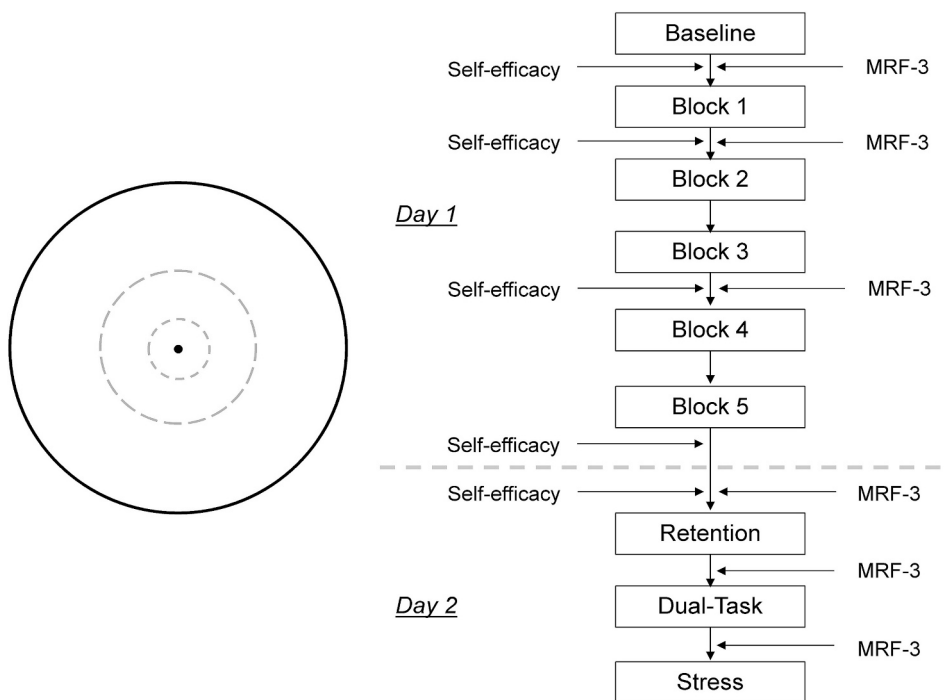 Baseline
Self-efficacy MRF-3
Block 1
Self-efficacy MRF-3
Block 2
Day 1
Block 3
Self-efficacy MRF-3
Block 4
Block 5
Self-efficacy
Self-efficacy MRF-3
Retention
MRF-3
Day 2 Dual-Task
MRF-3
Stress